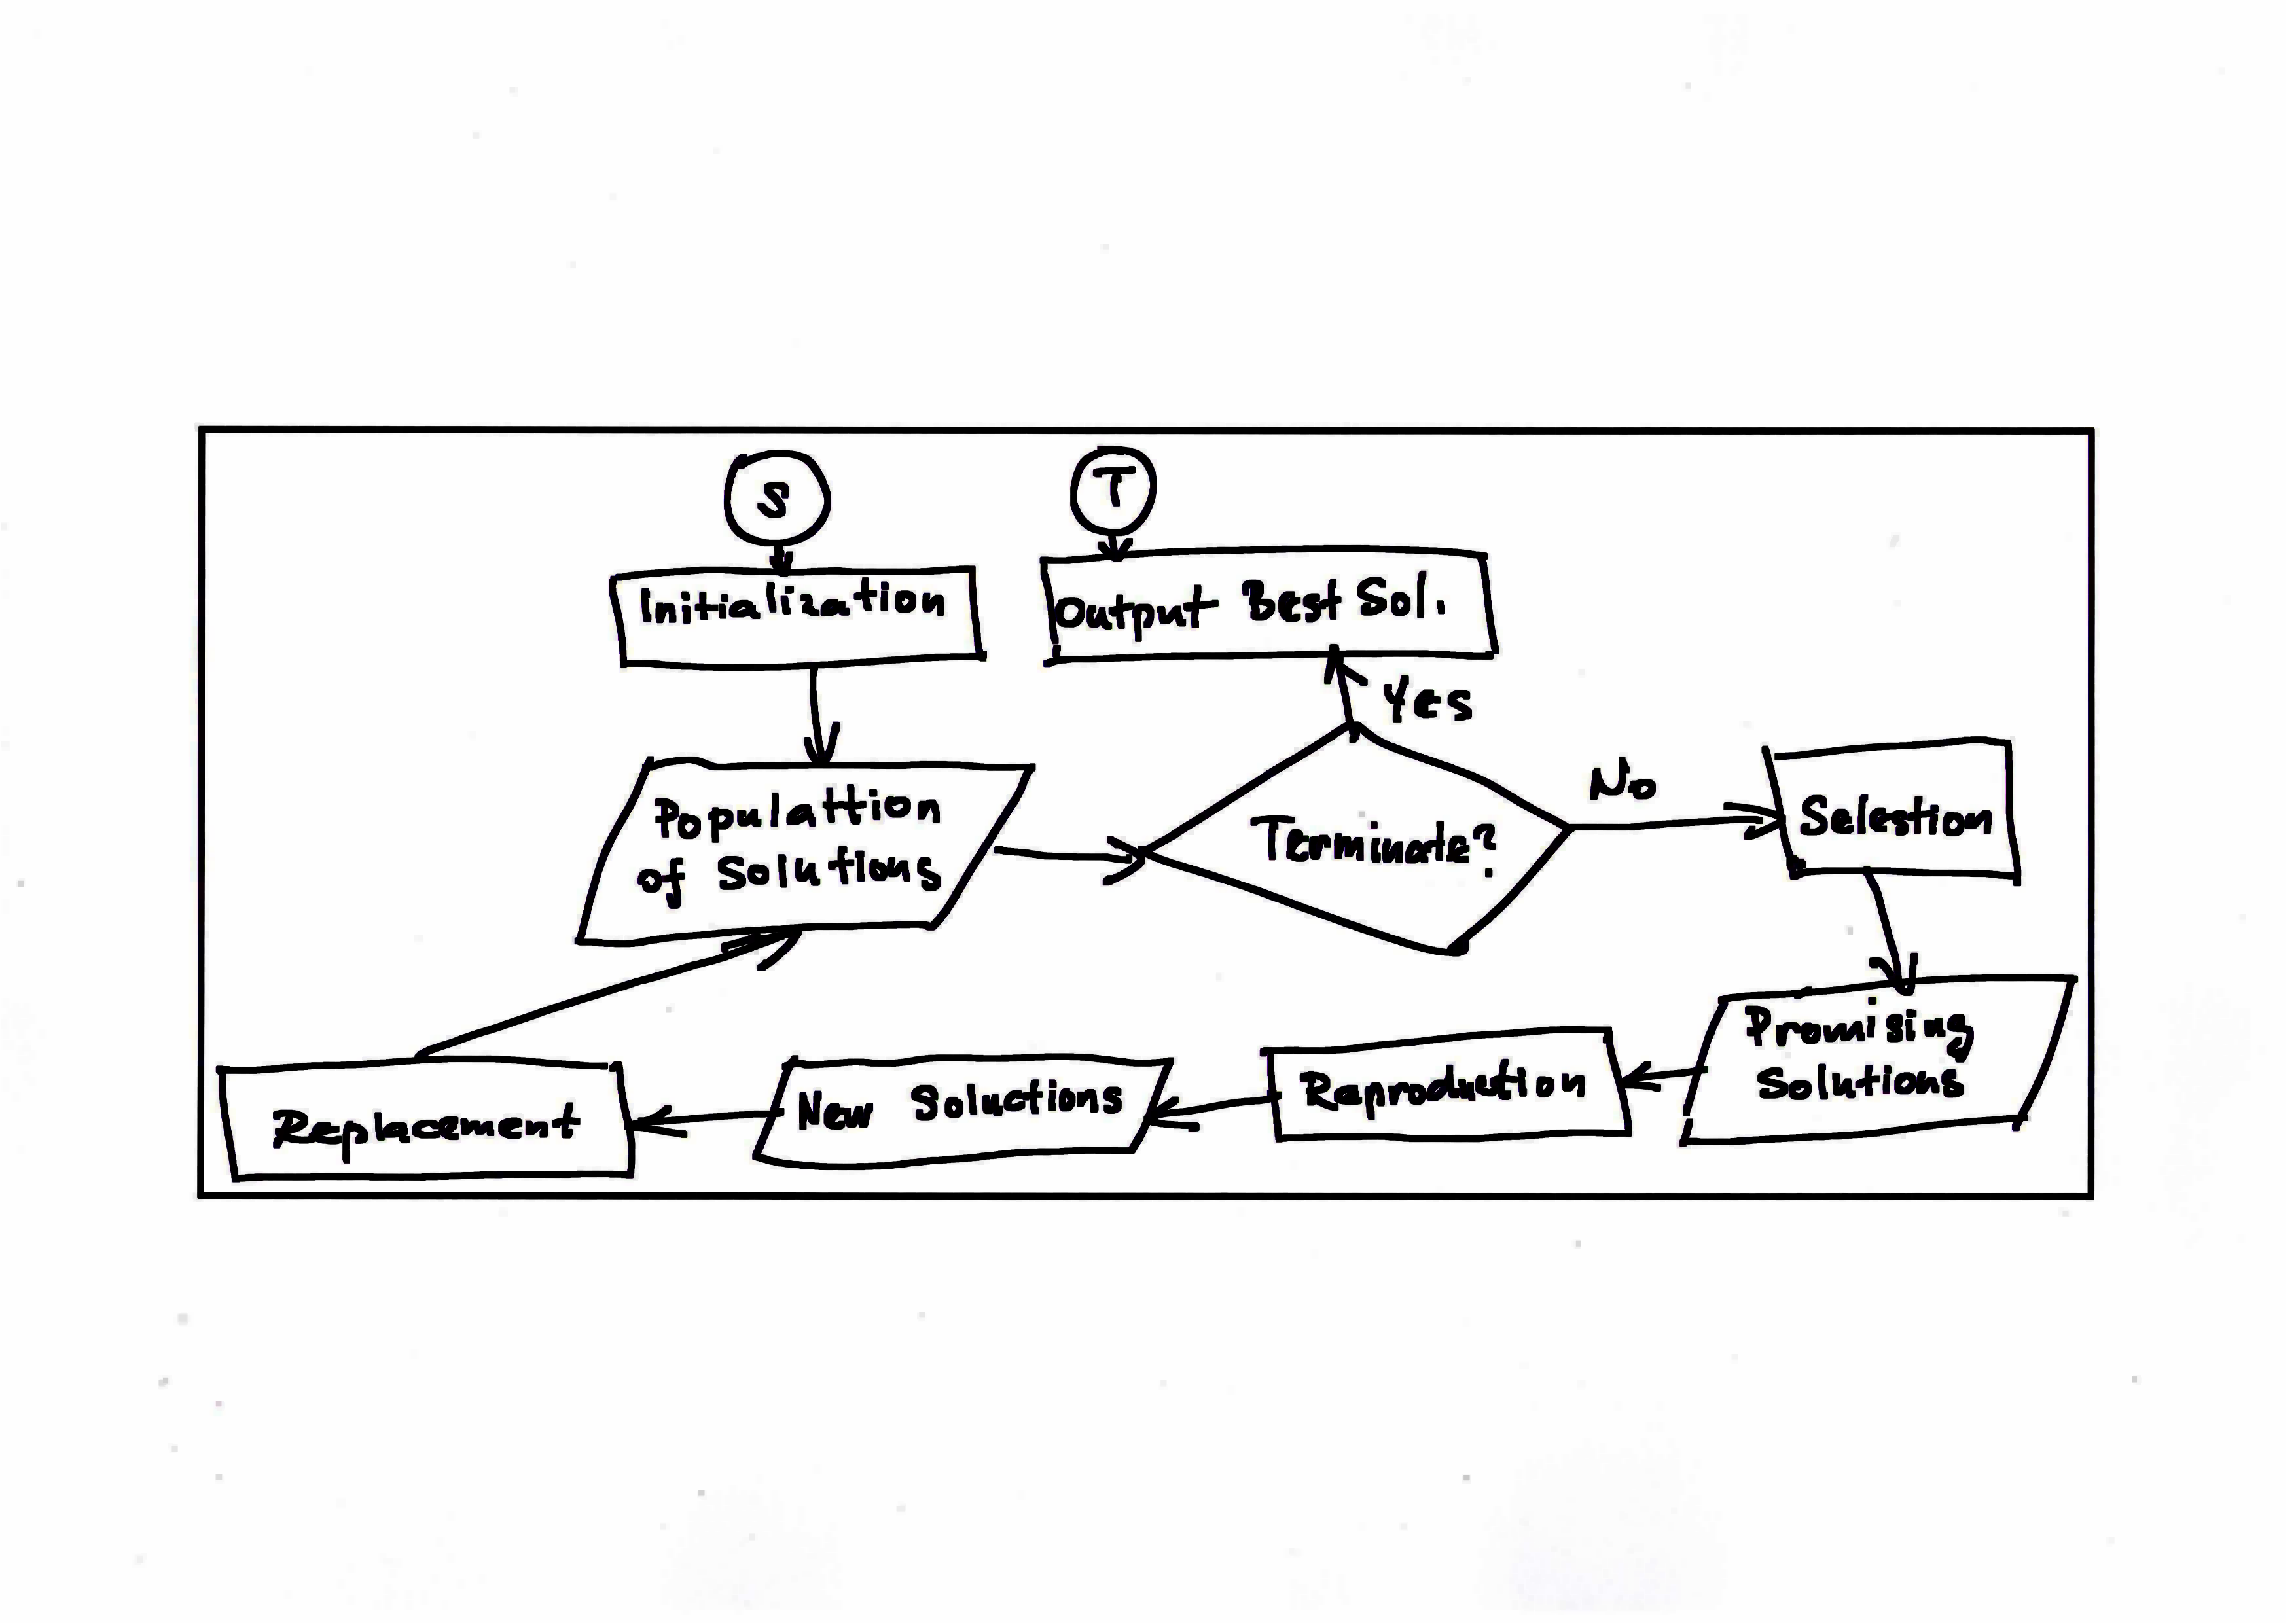 S
T
Initialization
Output Best Sol.
Yes
No
Populattion
of Solutions
Terminate?
Selestion
Promising
Solutions
Reproduction
New Soluctions
Replacement